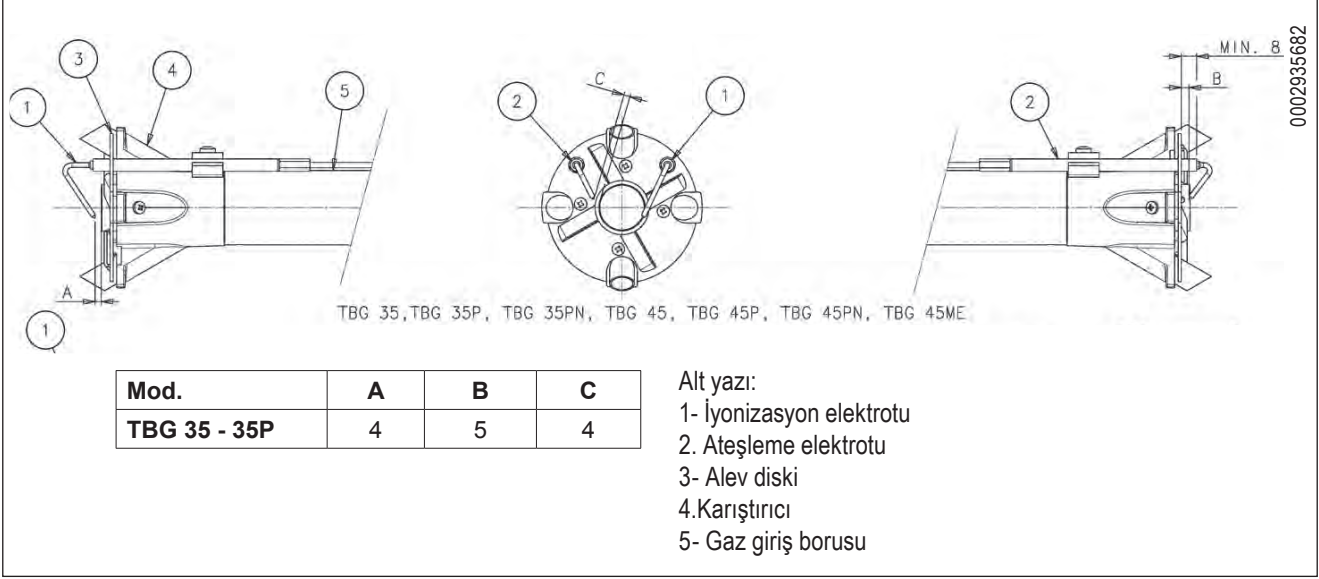 3
4
1
5
A
1
C
2
1
2
MIN. 8
B
0002935682
TBG 35,TBG 35P, TBG 35PN, TBG 45, TBG 45P, TBG 45PN, TBG 45ME
Mod. A B C
TBG 35 - 35P 4 5 4
Alt yazı:
1- İyonizasyon elektrotu
2. Ateşleme elektrotu
3- Alev diski
4.Karıştırıcı
5- Gaz giriş borusu